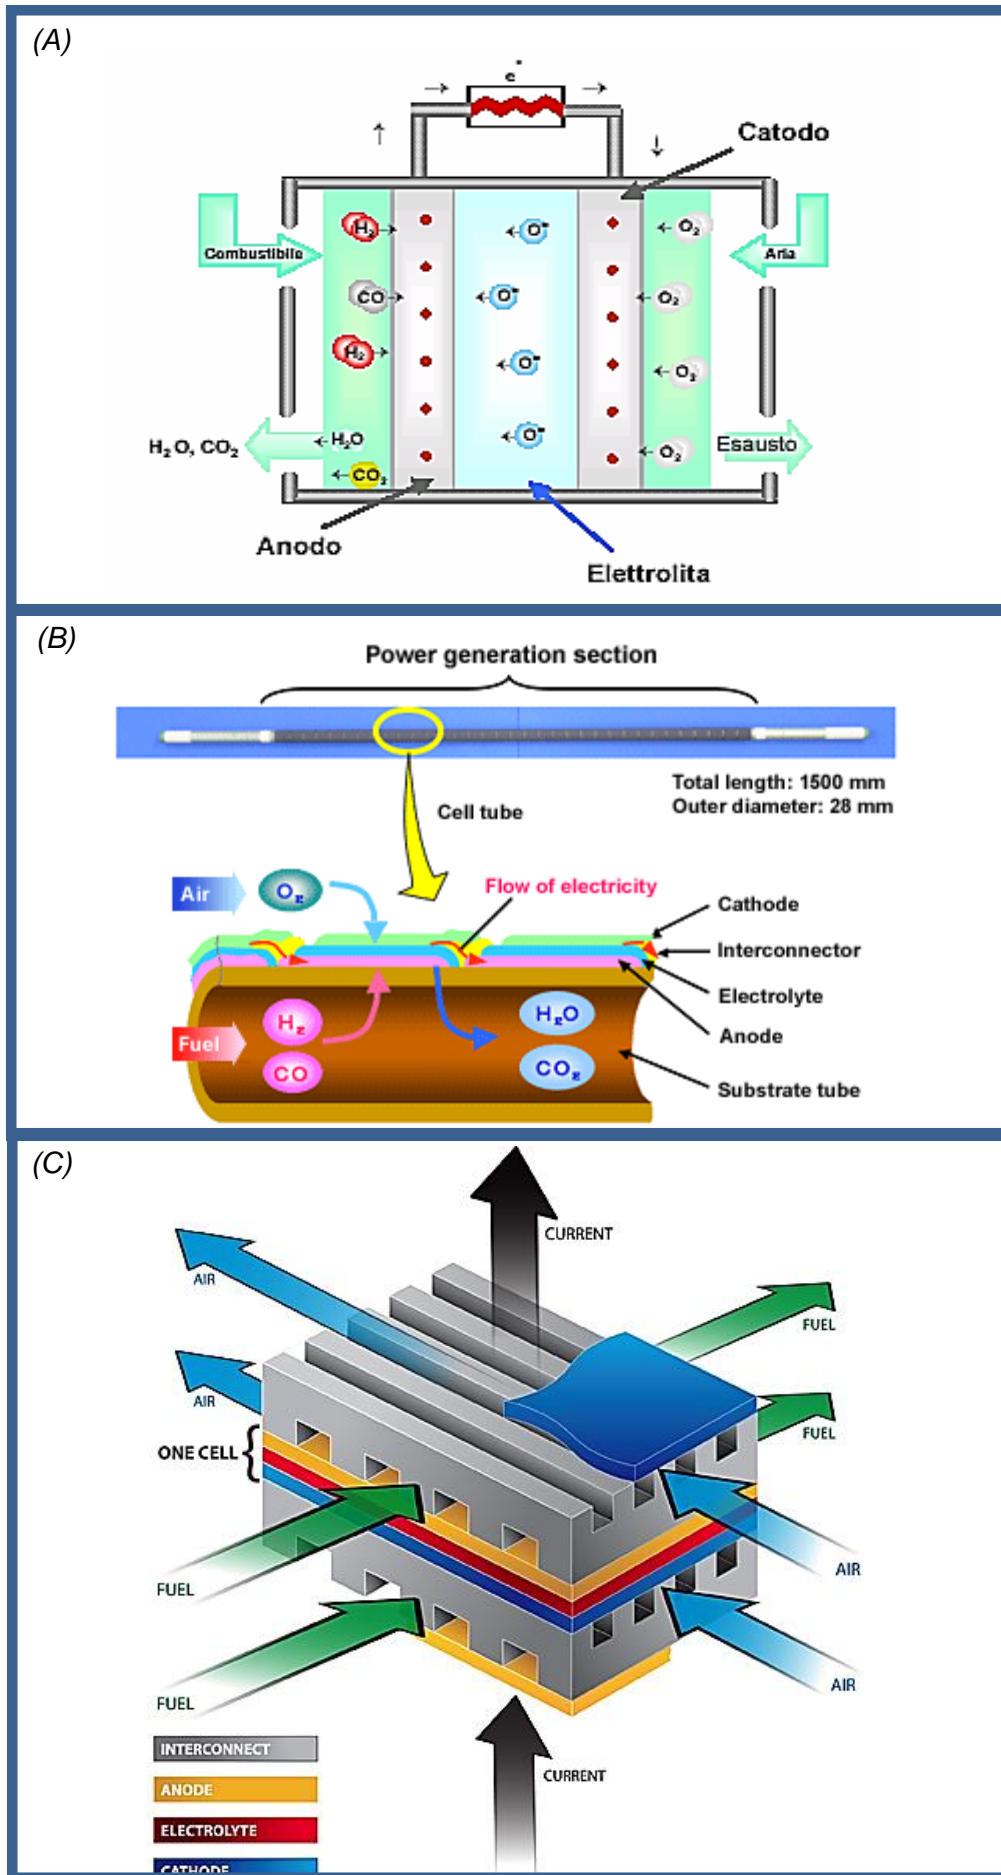 (A)
e-
Catodo
H2
Combustibile
O=
O2
Aria
CO
O=
O2
H2
O=
O2
H2O, CO2
H2O
O=
O2
Esausto
CO2
Anodo
Elettrolita
(B)
Power generation section
Total length: 1500 mm
Outer diameter: 28 mm
Cell tube
Air
O2
Flow of electricity
Cathode
Interconnector
Electrolyte
Anode
Substrate tube
Fuel
H2
CO
H2O
CO2
(C)
CURRENT
AIR
FUEL
AIR
FUEL
ONE CELL
FUEL
AIR
FUEL
AIR
CURRENT
INTERCONNECT
ANODE
ELECTROLYTE
CATHODE